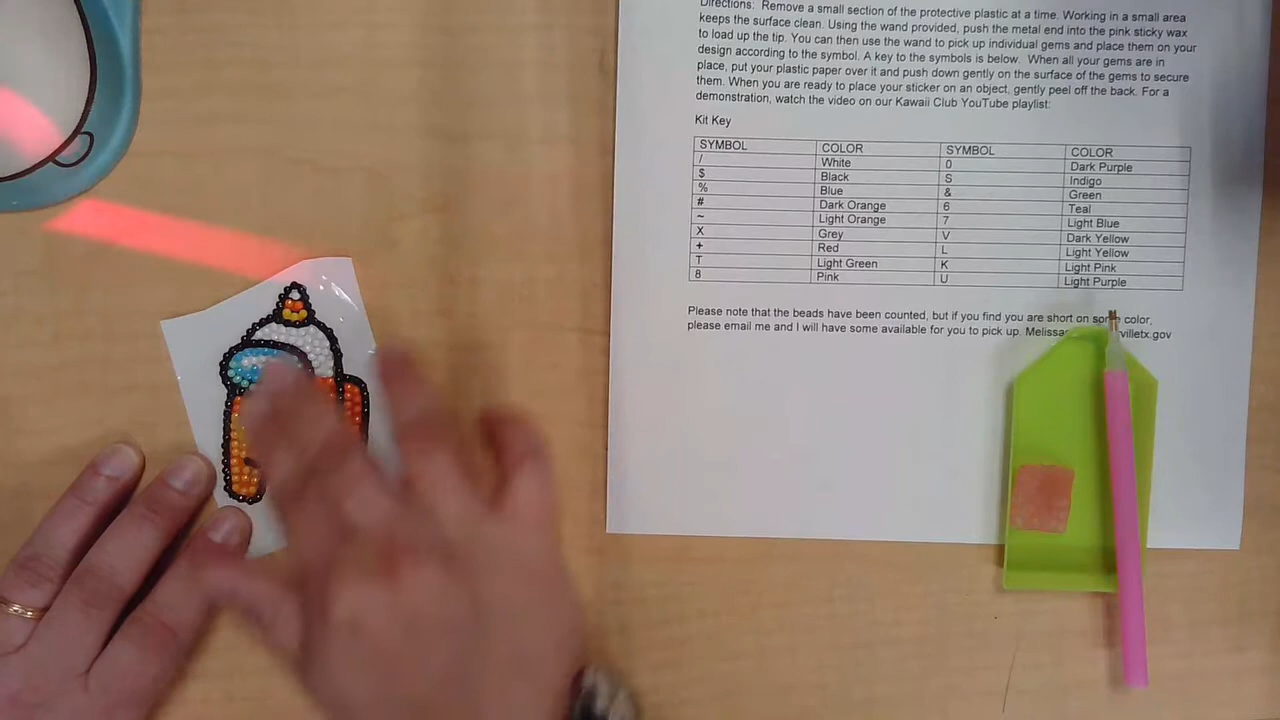 Directions: Remove a small section of the protective plastic at a time. Working in a small area
keeps the surface clean. Using the wand provided, push the metal end into the pink sticky wax
to load up the tip. You can then use the wand to pick up individual gems and place them on your
design according to the symbol. A key to the symbols is below. When all your gems are in
place, put your plastic paper over it and push down gently on the surface of the gems to secure
them. When you are ready to place your sticker on an object, gently peel off the back. For a
demonstration, watch the video on our Kawaii Club YouTube playlist:
Kit Key
SYMBOL COLOR SYMBOL COLOR
/ White 0 Dark Purple
$ Black S Indigo
% Blue & Green
# Dark Orange 6 Teal
~ Light Orange 7 Light Blue
X Grey V Dark Yellow
+ Red L Light Yellow
T Light Green K Light Pink
8 Pink U Light Purple
Please note that the beads have been counted, but if you find you are short on some color,
please email me and I will have some available for you to pick up. Melissa villetx.gov